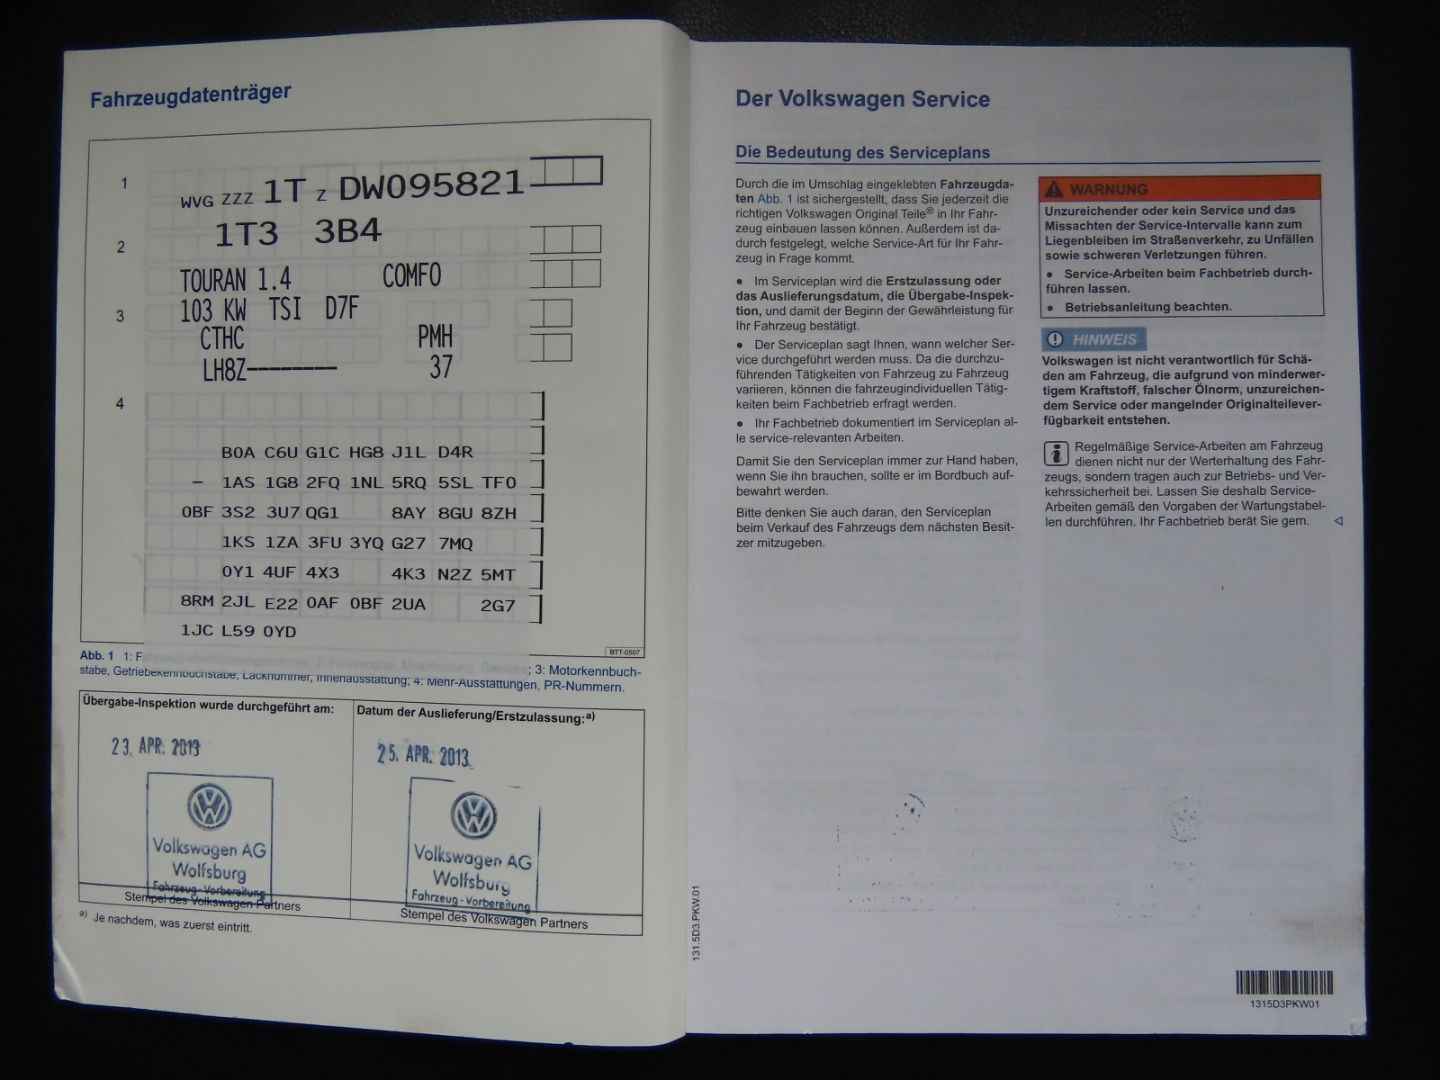 Fahrzeugdatenträger
1
WVG ZZZ 1T Z DW095821
2
1T3 3B4
TOURAN 1.4 COMFO
3
103 KW TSI D7F
CTHC PMH
LH8Z--------- 37
4
B0A C6U G1C HG8 J1L D4R
– 1AS 1G8 2FQ 1NL 5RQ 5SL TF0
0BF 3S2 3U7 QG1 8AY 8GU 8ZH
1KS 1ZA 3FU 3YQ G27 7MQ
0Y1 4UF 4X3 4K3 N2Z 5MT
8RM 2JL E22 0AF 0BF 2UA 2G7
1JC L59 0YD
BTT-0507
Abb. 1 1: ; 3: Motorkennbuch-
stabe, Getriebekennbuchstabe, Lacknummer, Innenausstattung; 4: Mehr-Ausstattungen, PR-Nummern.
Übergabe-Inspektion wurde durchgeführt am:
23. APR. 2013
Volkswagen AG
Wolfsburg
Fahrzeug-Vorbereitung
Stempel des Volkswagen Partners
Datum der Auslieferung/Erstzulassung:a)
25. APR. 2013
Volkswagen AG
Wolfsburg
Fahrzeug-Vorbereitung
Stempel des Volkswagen Partners
a) Je nachdem, was zuerst eintritt.
Der Volkswagen Service
Die Bedeutung des Serviceplans
Durch die im Umschlag eingeklebten Fahrzeugda-
ten Abb. 1 ist sichergestellt, dass Sie jederzeit die
richtigen Volkswagen Original Teile® in Ihr Fahr-
zeug einbauen lassen können. Außerdem ist da-
durch festgelegt, welche Service-Art für Ihr Fahr-
zeug in Frage kommt.
● Im Serviceplan wird die Erstzulassung oder
das Auslieferungsdatum, die Übergabe-Inspek-
tion, und damit der Beginn der Gewährleistung für
Ihr Fahrzeug bestätigt.
● Der Serviceplan sagt Ihnen, wann welcher Ser-
vice durchgeführt werden muss. Da die durchzu-
führenden Tätigkeiten von Fahrzeug zu Fahrzeug
variieren, können die fahrzeugindividuellen Tätig-
keiten beim Fachbetrieb erfragt werden.
● Ihr Fachbetrieb dokumentiert im Serviceplan al-
le service-relevanten Arbeiten.
Damit Sie den Serviceplan immer zur Hand haben,
wenn Sie ihn brauchen, sollte er im Bordbuch auf-
bewahrt werden.
Bitte denken Sie auch daran, den Serviceplan
beim Verkauf des Fahrzeugs dem nächsten Besit-
zer mitzugeben.
WARNUNG
Unzureichender oder kein Service und das
Missachten der Service-Intervalle kann zum
Liegenbleiben im Straßenverkehr, zu Unfällen
sowie schweren Verletzungen führen.
● Service-Arbeiten beim Fachbetrieb durch-
führen lassen.
● Betriebsanleitung beachten.
HINWEIS
Volkswagen ist nicht verantwortlich für Schä-
den am Fahrzeug, die aufgrund von minderwer-
tigem Kraftstoff, falscher Ölnorm, unzureichen-
dem Service oder mangelnder Originalteilever-
fügbarkeit entstehen.
Regelmäßige Service-Arbeiten am Fahrzeug
dienen nicht nur der Werterhaltung des Fahr-
zeugs, sondern tragen auch zur Betriebs- und Ver-
kehrssicherheit bei. Lassen Sie deshalb Service-
Arbeiten gemäß den Vorgaben der Wartungstabel-
len durchführen. Ihr Fachbetrieb berät Sie gern.
131.5D3.PKW.01
1315D3PKW01